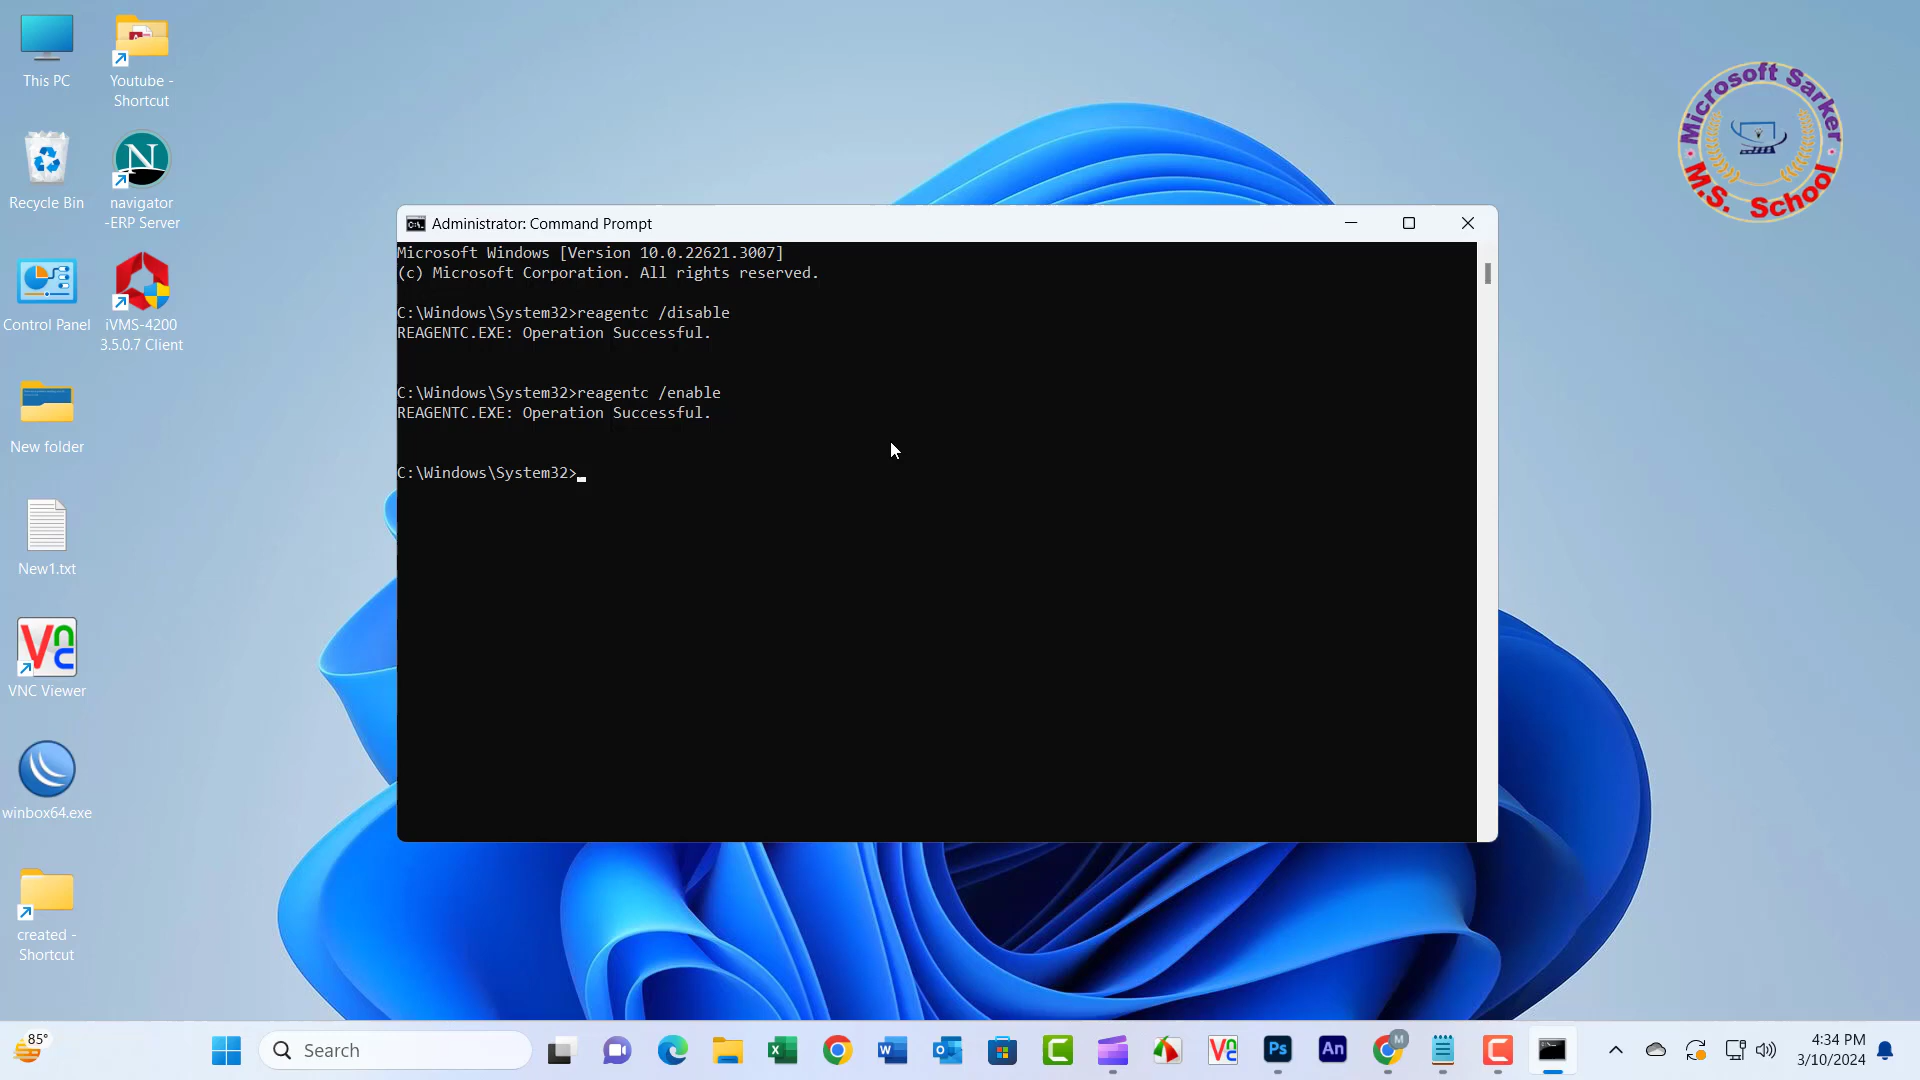 This PC
Youtube -
Shortcut
Recycle Bin
N
navigator
-ERP Server
Control Panel
iVMS-4200
3.5.0.7 Client
New folder
New1.txt
VNC
VNC Viewer
winbox64.exe
created -
Shortcut
Microsoft Sarker
M.S. School
Administrator: Command Prompt
Microsoft Windows [Version 10.0.22621.3007]
(c) Microsoft Corporation. All rights reserved.
C:\Windows\System32>reagentc /disable
REAGENTC.EXE: Operation Successful.
C:\Windows\System32>reagentc /enable
REAGENTC.EXE: Operation Successful.
C:\Windows\System32>
85°
Search
Ps
An
M
4:34 PM
3/10/2024